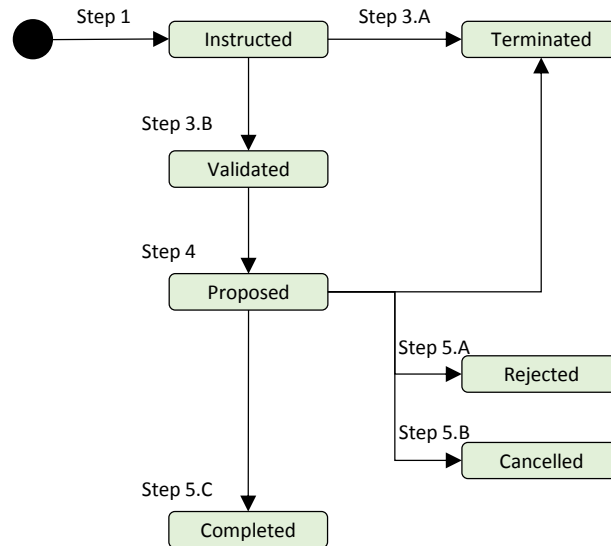 Step 1
Step 3.A
Instructed
Terminated
Step 3.B
Validated
Step 4
Proposed
Step 5.A
Rejected
Step 5.B
Cancelled
Step 5.C
Completed